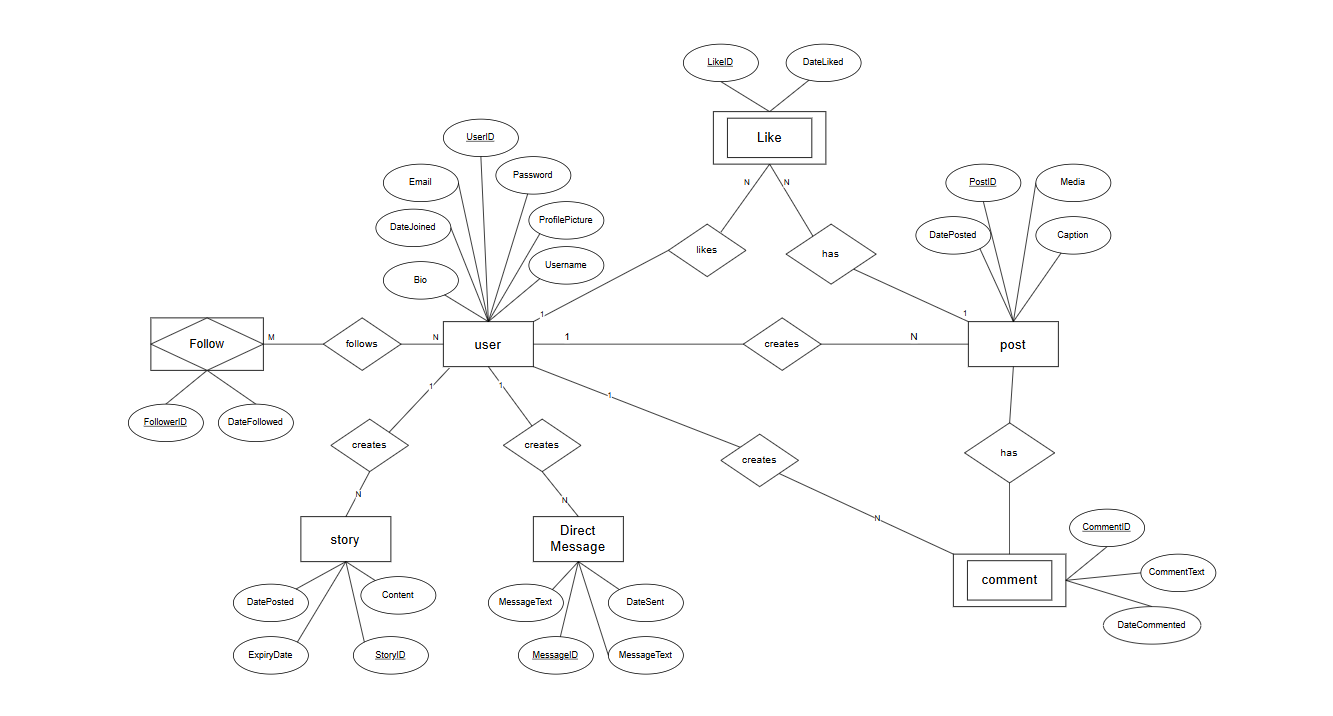 LikeID
DateLiked
Like
UserID
Password
Email
ProfilePicture
DateJoined
Username
Bio
PostID
Media
DatePosted
Caption
N
N
likes
has
1
1
Follow
M
follows
N
user
1
creates
N
post
FollowerID
DateFollowed
1
1
1
creates
creates
creates
has
N
N
N
story
Direct
Message
comment
CommentID
CommentText
DateCommented
DatePosted
Content
ExpiryDate
StoryID
MessageText
DateSent
MessageID
MessageText